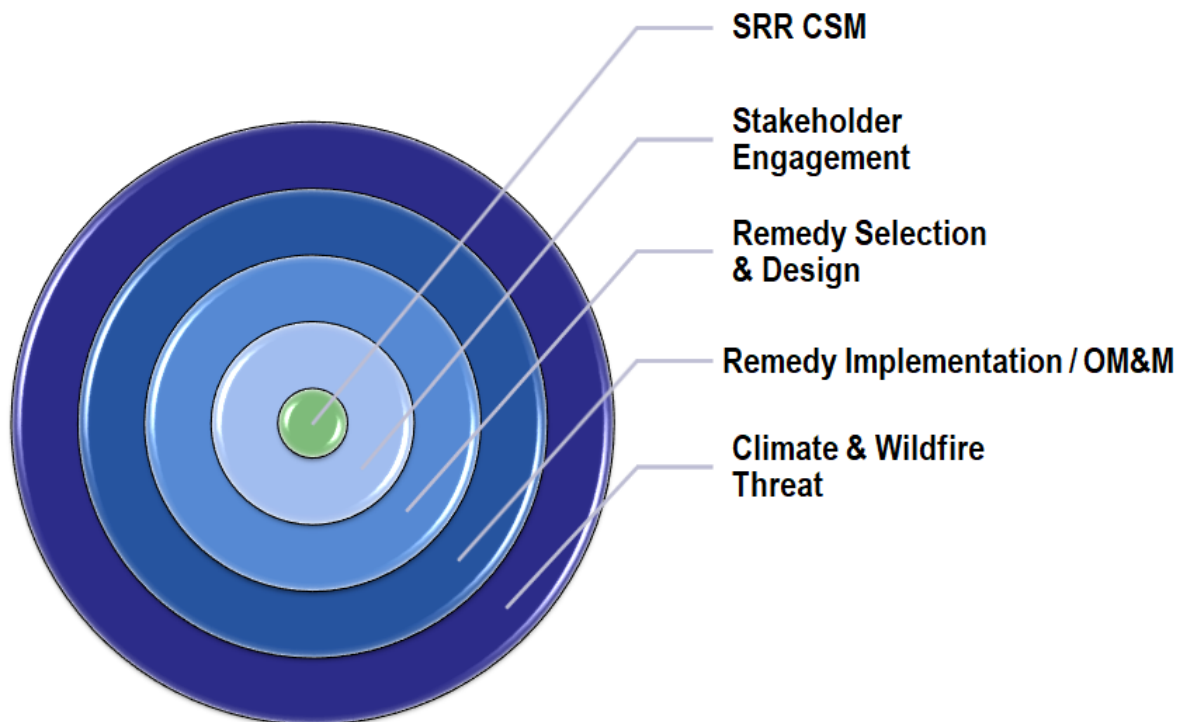 SRR CSM
Stakeholder
Engagement
Remedy Selection
& Design
Remedy Implementation / OM&M
Climate & Wildfire
Threat